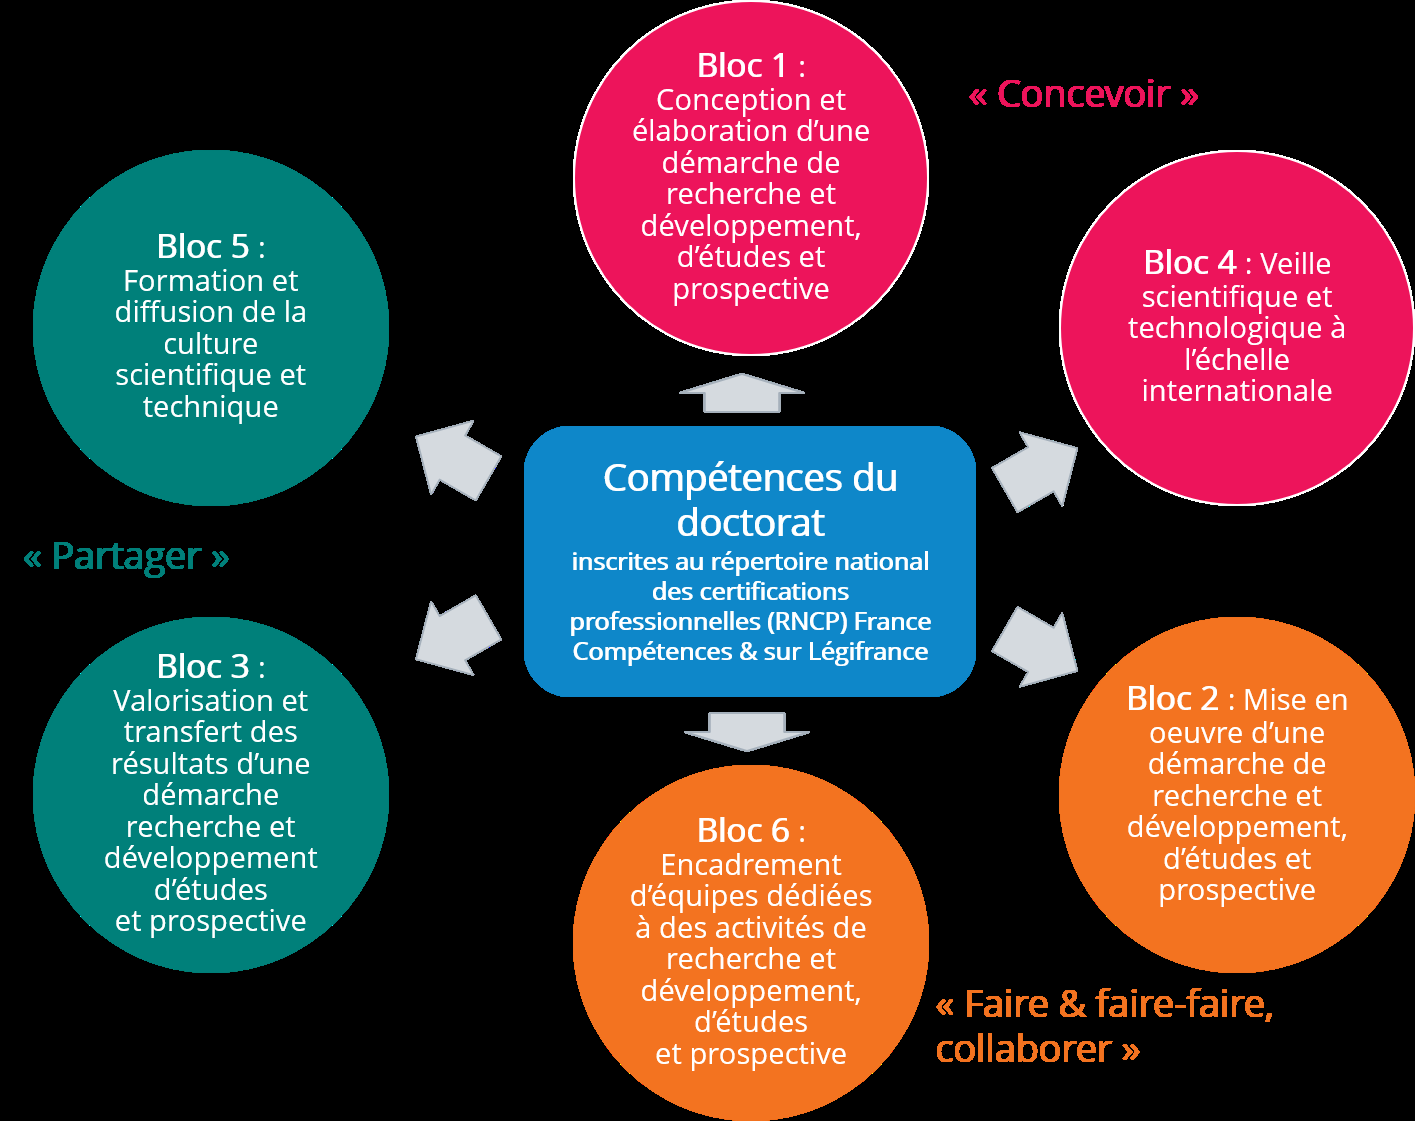 Bloc 1 :
Conception et
élaboration d’une
démarche de
recherche et
développement,
d’études et
prospective
« Concevoir »
Bloc 4 : Veille
scientifique et
technologique à
l’échelle
internationale
Bloc 5 :
Formation et
diffusion de la
culture
scientifique et
technique
Compétences du
doctorat
inscrites au répertoire national
des certifications
professionnelles (RNCP) France
Compétences & sur Légifrance
« Partager »
Bloc 3 :
Valorisation et
transfert des
résultats d’une
démarche
recherche et
développement
d’études
et prospective
Bloc 2 : Mise en
oeuvre d’une
démarche de
recherche et
développement,
d’études et
prospective
Bloc 6 :
Encadrement
d’équipes dédiées
à des activités de
recherche et
développement,
d’études
et prospective
« Faire & faire-faire,
collaborer »